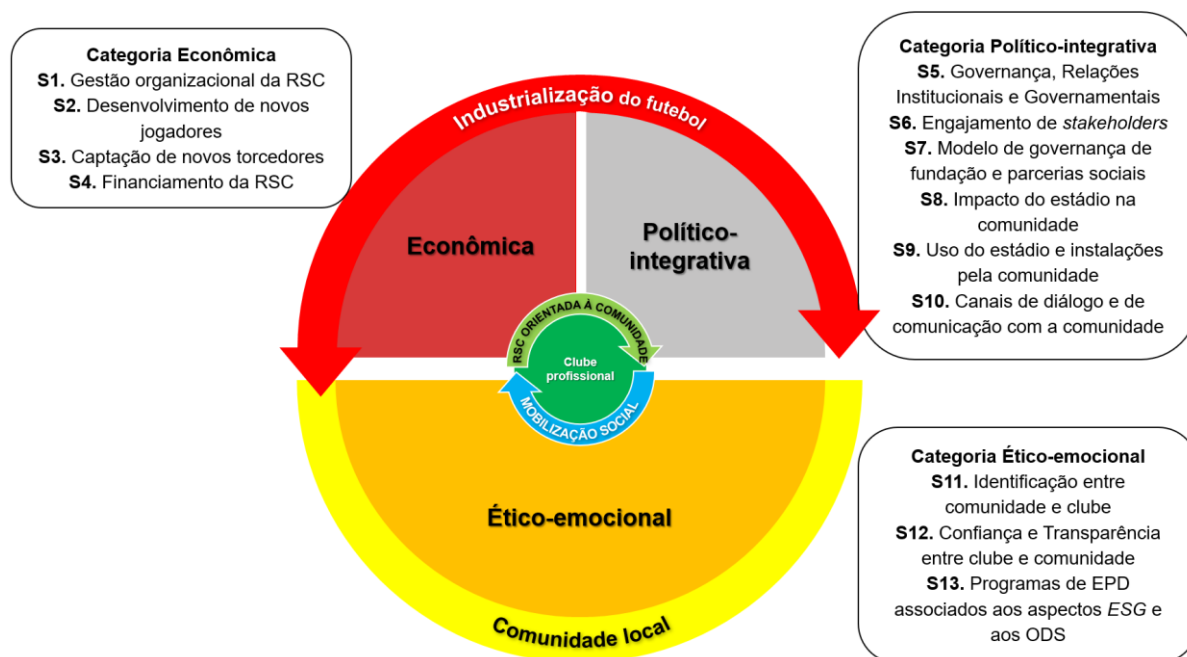 Categoria Econômica
S1. Gestão organizacional da RSC
S2. Desenvolvimento de novos
jogadores
S3. Captação de novos torcedores
S4. Financiamento da RSC
Categoria Político-integrativa
S5. Governança, Relações
Institucionais e Governamentais
S6. Engajamento de stakeholders
S7. Modelo de governança de
fundação e parcerias sociais
S8. Impacto do estádio na
comunidade
S9. Uso do estádio e instalações
pela comunidade
S10. Canais de diálogo e de
comunicação com a comunidade
Industrialização do futebol
Econômica
Político-
integrativa
RSC ORIENTADA À COMUNIDADE
Clube
profissional
MOBILIZAÇÃO SOCIAL
Ético-emocional
Comunidade local
Categoria Ético-emocional
S11. Identificação entre
comunidade e clube
S12. Confiança e Transparência
entre clube e comunidade
S13. Programas de EPD
associados aos aspectos ESG e
aos ODS